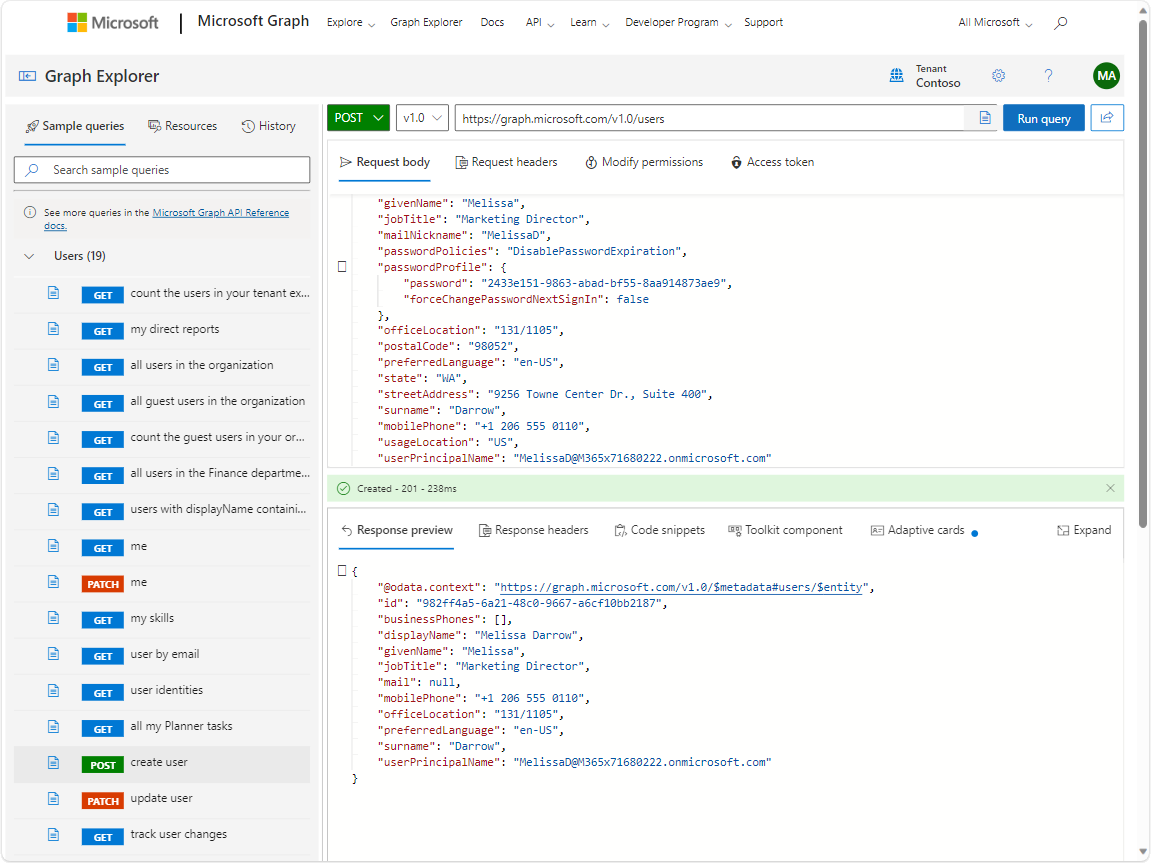 Microsoft | Microsoft Graph Explore Graph Explorer Docs API Learn Developer Program Support All Microsoft
Graph Explorer Tenant Contoso ? MA
Sample queries Resources History
Search sample queries
See more queries in the Microsoft Graph API Reference
docs.
Users (19)
GET count the users in your tenant ex...
GET my direct reports
GET all users in the organization
GET all guest users in the organization
GET count the guest users in your or...
GET all users in the Finance departme...
GET users with displayName containi...
GET me
PATCH me
GET my skills
GET user by email
GET user identities
GET all my Planner tasks
POST create user
PATCH update user
GET track user changes
POST v1.0 https://graph.microsoft.com/v1.0/users Run query
Request body Request headers Modify permissions Access token
"givenName": "Melissa",
"jobTitle": "Marketing Director",
"mailNickname": "MelissaD",
"passwordPolicies": "DisablePasswordExpiration",
"passwordProfile": {
"password": "2433e151-9863-abad-bf55-8aa914873ae9",
"forceChangePasswordNextSignIn": false
},
"officeLocation": "131/1105",
"postalCode": "98052",
"preferredLanguage": "en-US",
"state": "WA",
"streetAddress": "9256 Towne Center Dr., Suite 400",
"surname": "Darrow",
"mobilePhone": "+1 206 555 0110",
"usageLocation": "US",
"userPrincipalName": "MelissaD@M365x71680222.onmicrosoft.com"
Created - 201 - 238ms
Response preview Response headers Code snippets Toolkit component Adaptive cards Expand
{
"@odata.context": "https://graph.microsoft.com/v1.0/$metadata#users/$entity",
"id": "982ff4a5-6a21-48c0-9667-a6cf10bb2187",
"businessPhones": [],
"displayName": "Melissa Darrow",
"givenName": "Melissa",
"jobTitle": "Marketing Director",
"mail": null,
"mobilePhone": "+1 206 555 0110",
"officeLocation": "131/1105",
"preferredLanguage": "en-US",
"surname": "Darrow",
"userPrincipalName": "MelissaD@M365x71680222.onmicrosoft.com"
}